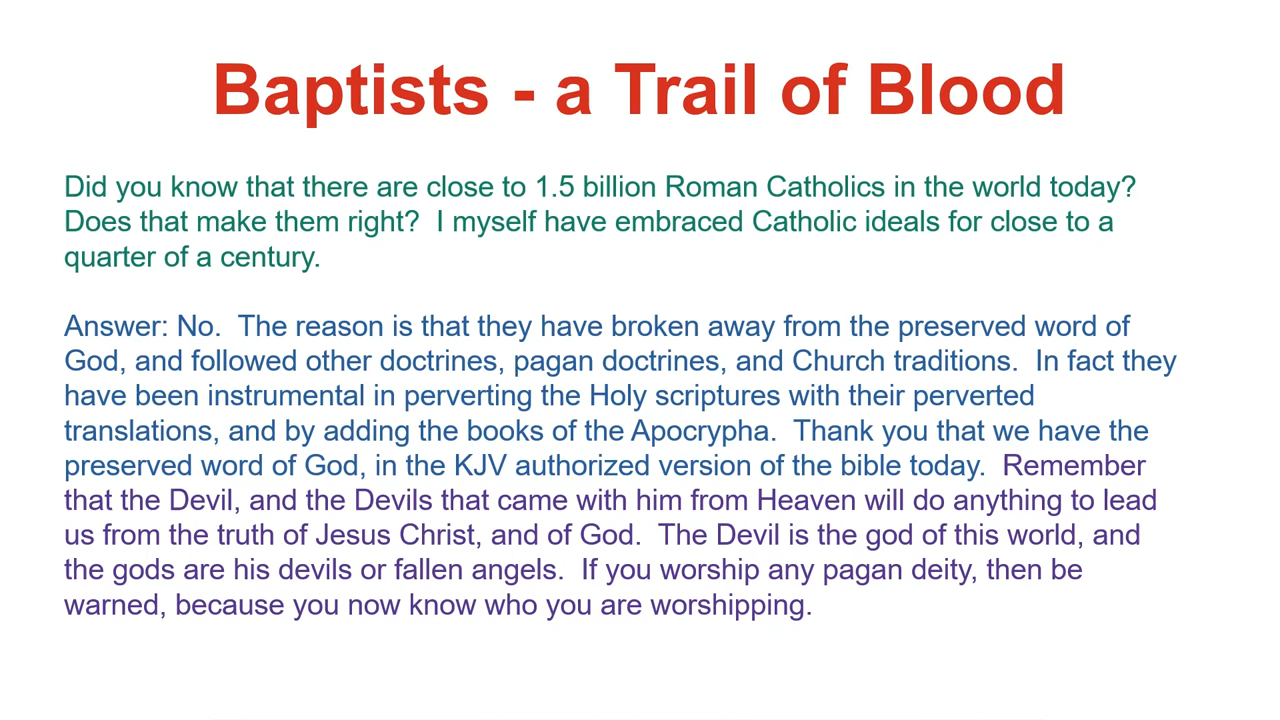 Baptists - a Trail of Blood
Did you know that there are close to 1.5 billion Roman Catholics in the world today?
Does that make them right?  I myself have embraced Catholic ideals for close to a
quarter of a century.
Answer: No.  The reason is that they have broken away from the preserved word of
God, and followed other doctrines, pagan doctrines, and Church traditions.  In fact they
have been instrumental in perverting the Holy scriptures with their perverted
translations, and by adding the books of the Apocrypha.  Thank you that we have the
preserved word of God, in the KJV authorized version of the bible today.  Remember
that the Devil, and the Devils that came with him from Heaven will do anything to lead
us from the truth of Jesus Christ, and of God.  The Devil is the god of this world, and
the gods are his devils or fallen angels.  If you worship any pagan deity, then be
warned, because you now know who you are worshipping.